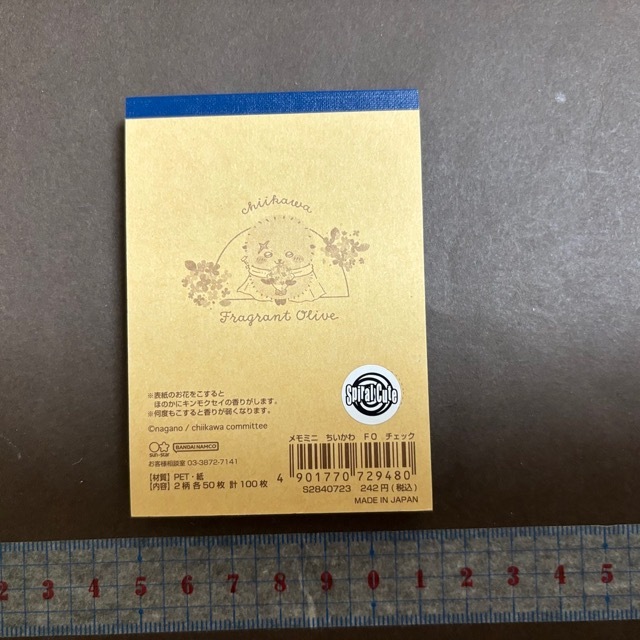 chiikawa
Fragrant Olive
※表紙のお花をこすると
ほのかにキンモクセイの香りがします。
※何度もこすると香りが弱くなります。
©nagano / chiikawa committee
Spiral Cute
sun-star BANDAI NAMCO
お客様相談室 03-3872-7141
【材質】 PET・紙
【内容】 2柄 各50枚 計100枚
メモミニ ちいかわ FO チェック
4 901770 729480
S2840723 242円(税込)
MADE IN JAPAN
2 3 4 5 6 7 8 9 10 1 2 3 4 5